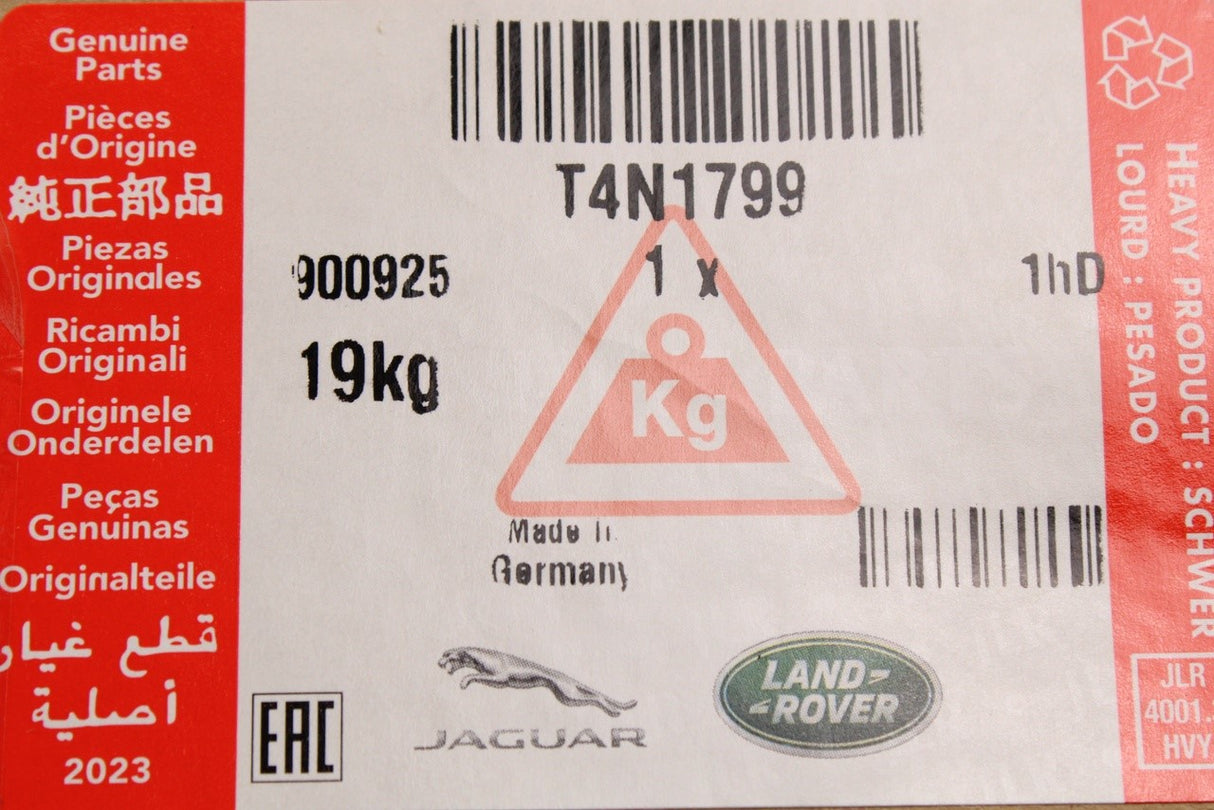 Genuine
Parts
Pièces
d'Origine
純正部品
Piezas
Originales
Ricambi
Originali
Originele
Onderdelen
Peças
Genuinas
Originalteile
قطع غيار
أصلية
2023
T4N1799
900925
1 x
1hD
19kg
Kg
Made In
Germany
EAC
JAGUAR
LAND-
-ROVER
HEAVY PRODUCT : SCHWER
LOURD : PESADO
JLR
4001.
HVY